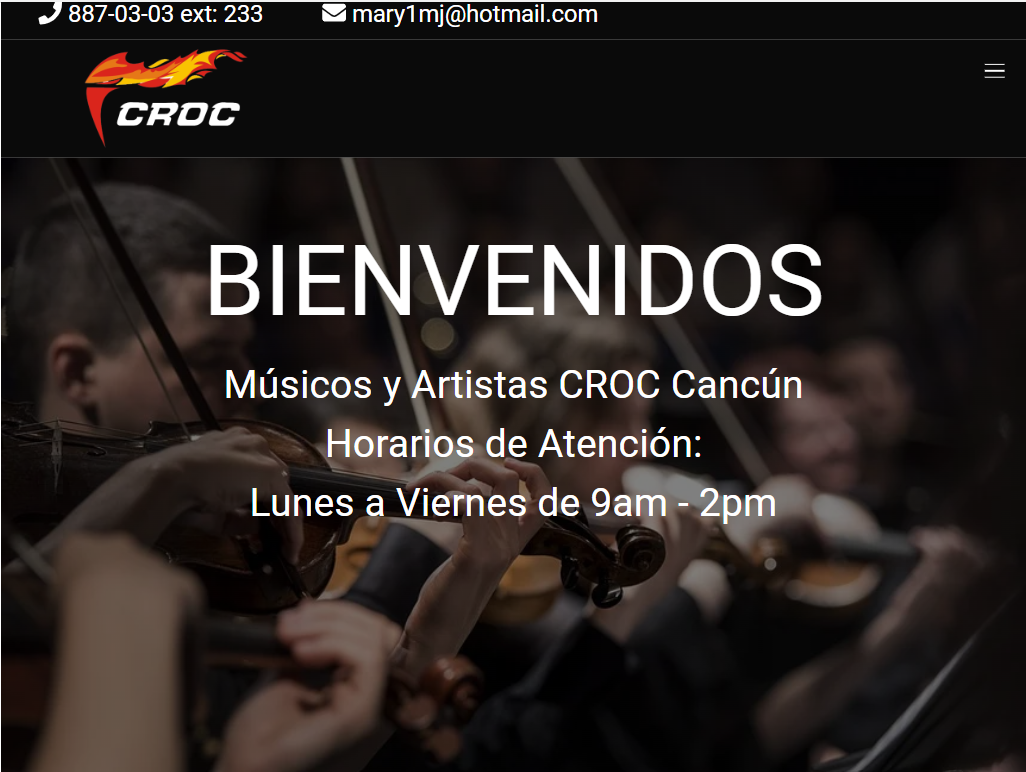 887-03-03 ext: 233 mary1mj@hotmail.com
CROC
BIENVENIDOS
Músicos y Artistas CROC Cancún
Horarios de Atención:
Lunes a Viernes de 9am - 2pm